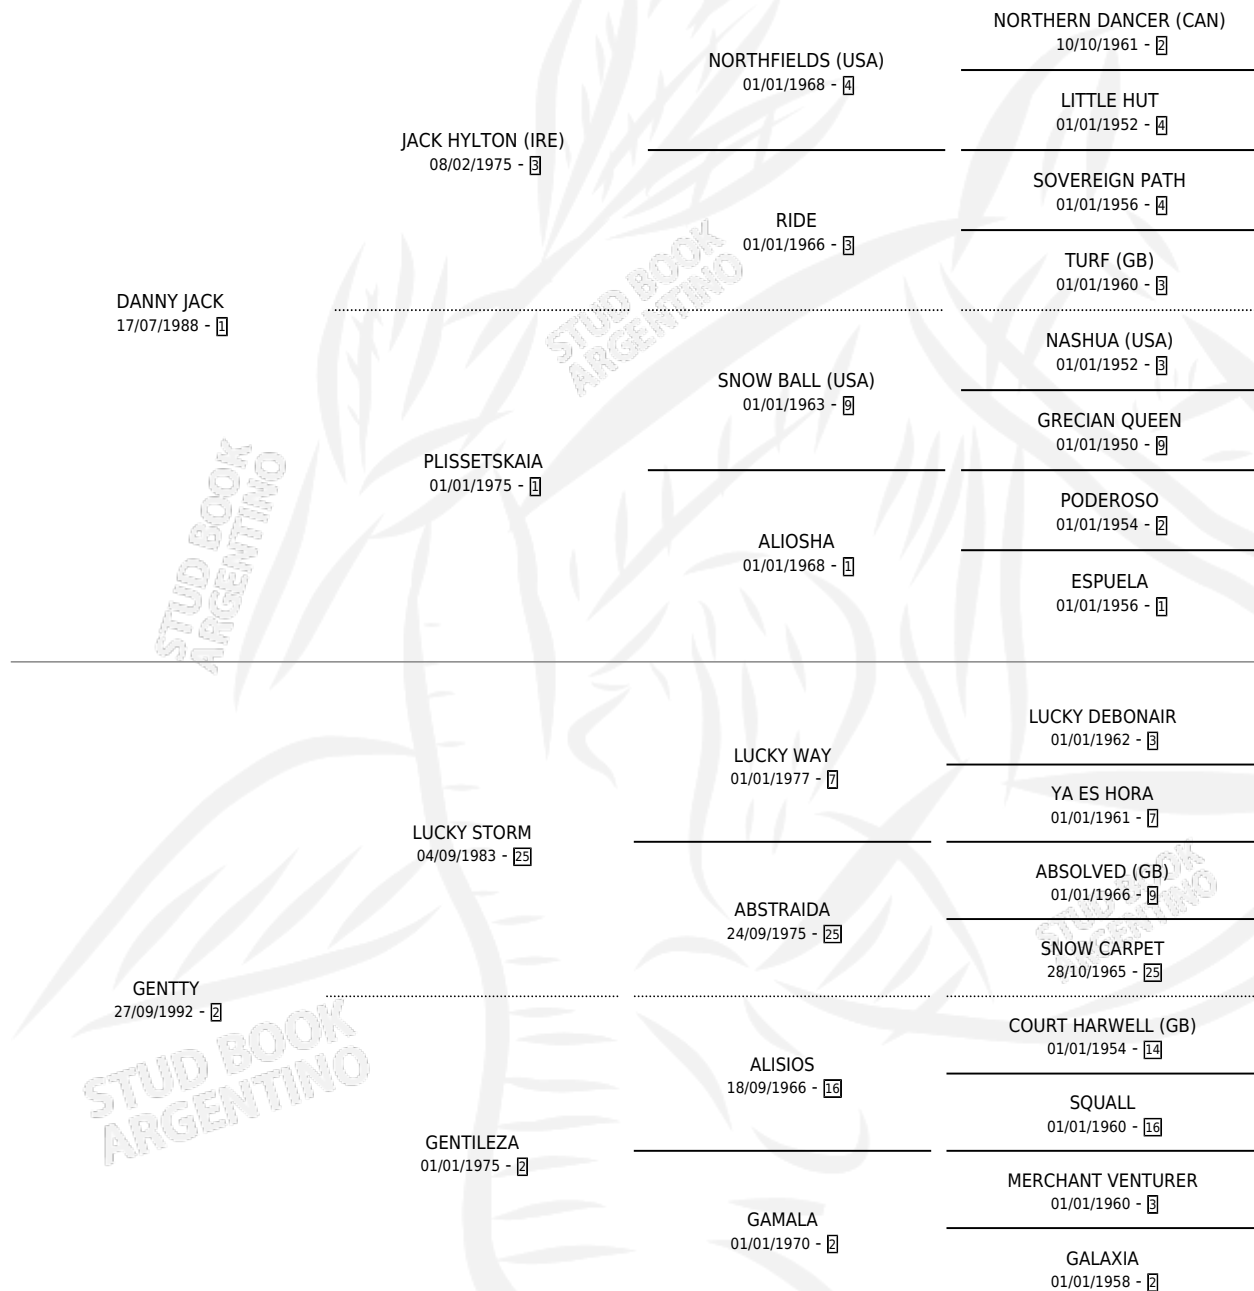 NORTHERN DANCER (CAN)
10/10/1961 - 2
NORTHFIELDS (USA)
01/01/1968 - 4
LITTLE HUT
01/01/1952 - 4
JACK HYLTON (IRE)
08/02/1975 - 3
SOVEREIGN PATH
01/01/1956 - 4
RIDE
01/01/1966 - 3
TURF (GB)
01/01/1960 - 3
DANNY JACK
17/07/1988 - 1
STUD BOOK
ARGENTINO
NASHUA (USA)
01/01/1952 - 3
SNOW BALL (USA)
01/01/1963 - 9
GRECIAN QUEEN
01/01/1950 - 9
PLISSETSKAIA
01/01/1975 - 1
PODEROSO
01/01/1954 - 2
ALIOSHA
01/01/1968 - 1
ESPUELA
01/01/1956 - 1
STUD BOOK
ARGENTINO
LUCKY DEBONAIR
01/01/1962 - 3
LUCKY WAY
01/01/1977 - 7
YA ES HORA
01/01/1961 - 7
LUCKY STORM
04/09/1983 - 25
ABSOLVED (GB)
01/01/1966 - 9
ABSTRAIDA
24/09/1975 - 25
STUD BOOK
ARGENTINO
SNOW CARPET
28/10/1965 - 25
GENTTY
27/09/1992 - 2
STUD BOOK
ARGENTINO
COURT HARWELL (GB)
01/01/1954 - 14
ALISIOS
18/09/1966 - 16
SQUALL
01/01/1960 - 16
GENTILEZA
01/01/1975 - 2
MERCHANT VENTURER
01/01/1960 - 3
GAMALA
01/01/1970 - 2
GALAXIA
01/01/1958 - 2